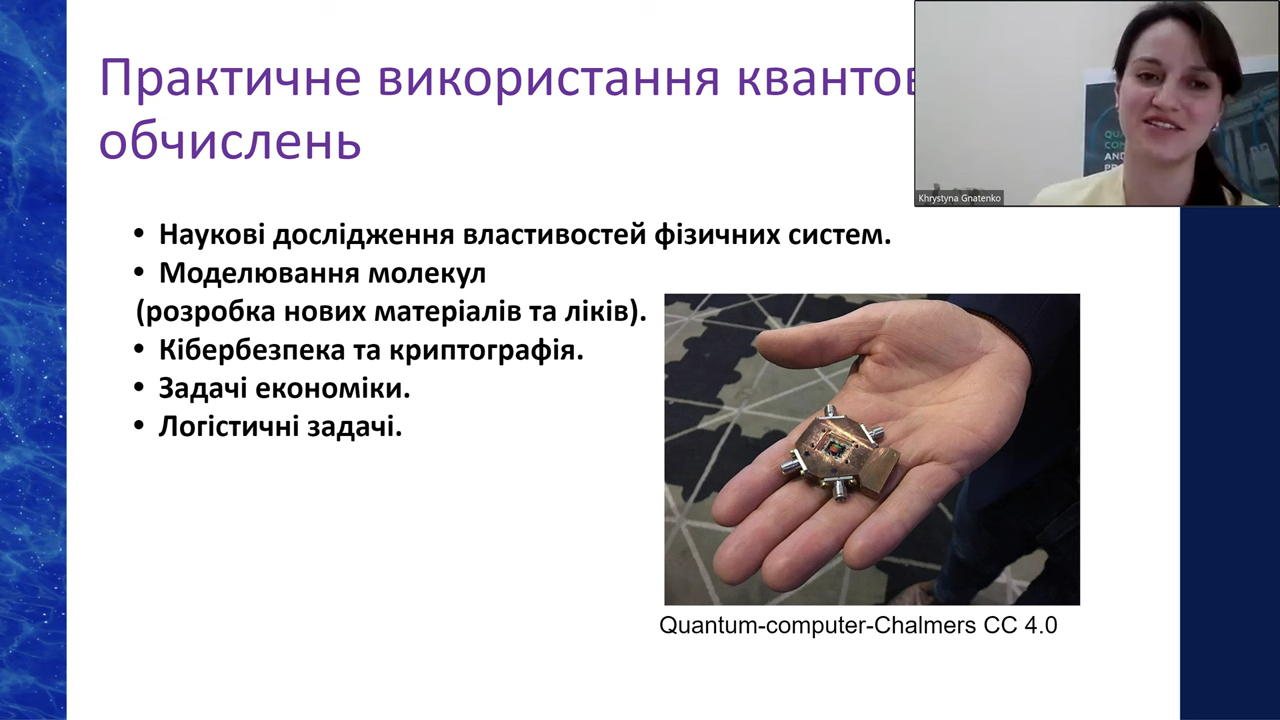 Практичне використання квантов
обчислень
Khrystyna Gnatenko
• Наукові дослідження властивостей фізичних систем.
• Моделювання молекул
(розробка нових матеріалів та ліків).
• Кібербезпека та криптографія.
• Задачі економіки.
• Логістичні задачі.
Quantum-computer-Chalmers CC 4.0